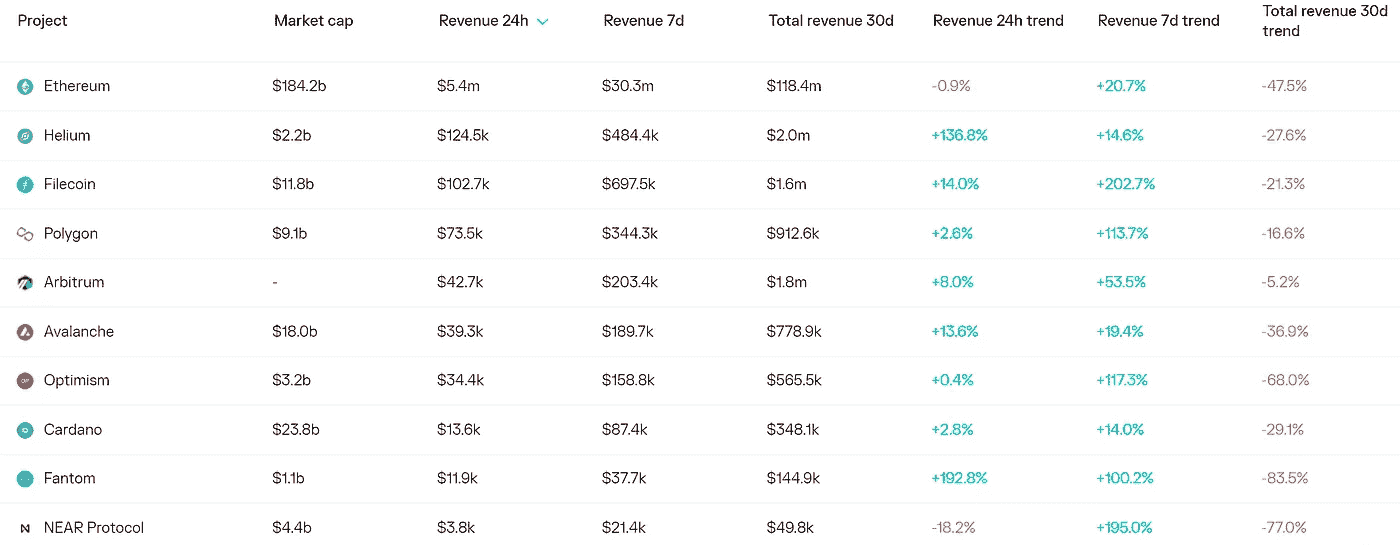 Project Market cap Revenue 24h Revenue 7d Total revenue 30d Revenue 24h trend Revenue 7d trend Total revenue 30d trend
Ethereum $184.2b $5.4m $30.3m $118.4m -0.9% +20.7% -47.5%
Helium $2.2b $124.5k $484.4k $2.0m +136.8% +14.6% -27.6%
Filecoin $11.8b $102.7k $697.5k $1.6m +14.0% +202.7% -21.3%
Polygon $9.1b $73.5k $344.3k $912.6k +2.6% +113.7% -16.6%
Arbitrum - $42.7k $203.4k $1.8m +8.0% +53.5% -5.2%
Avalanche $18.0b $39.3k $189.7k $778.9k +13.6% +19.4% -36.9%
OP Optimism $3.2b $34.4k $158.8k $565.5k +0.4% +117.3% -68.0%
Cardano $23.8b $13.6k $87.4k $348.1k +2.8% +14.0% -29.1%
Fantom $1.1b $11.9k $37.7k $144.9k +192.8% +100.2% -83.5%
NEAR Protocol $4.4b $3.8k $21.4k $49.8k -18.2% +195.0% -77.0%